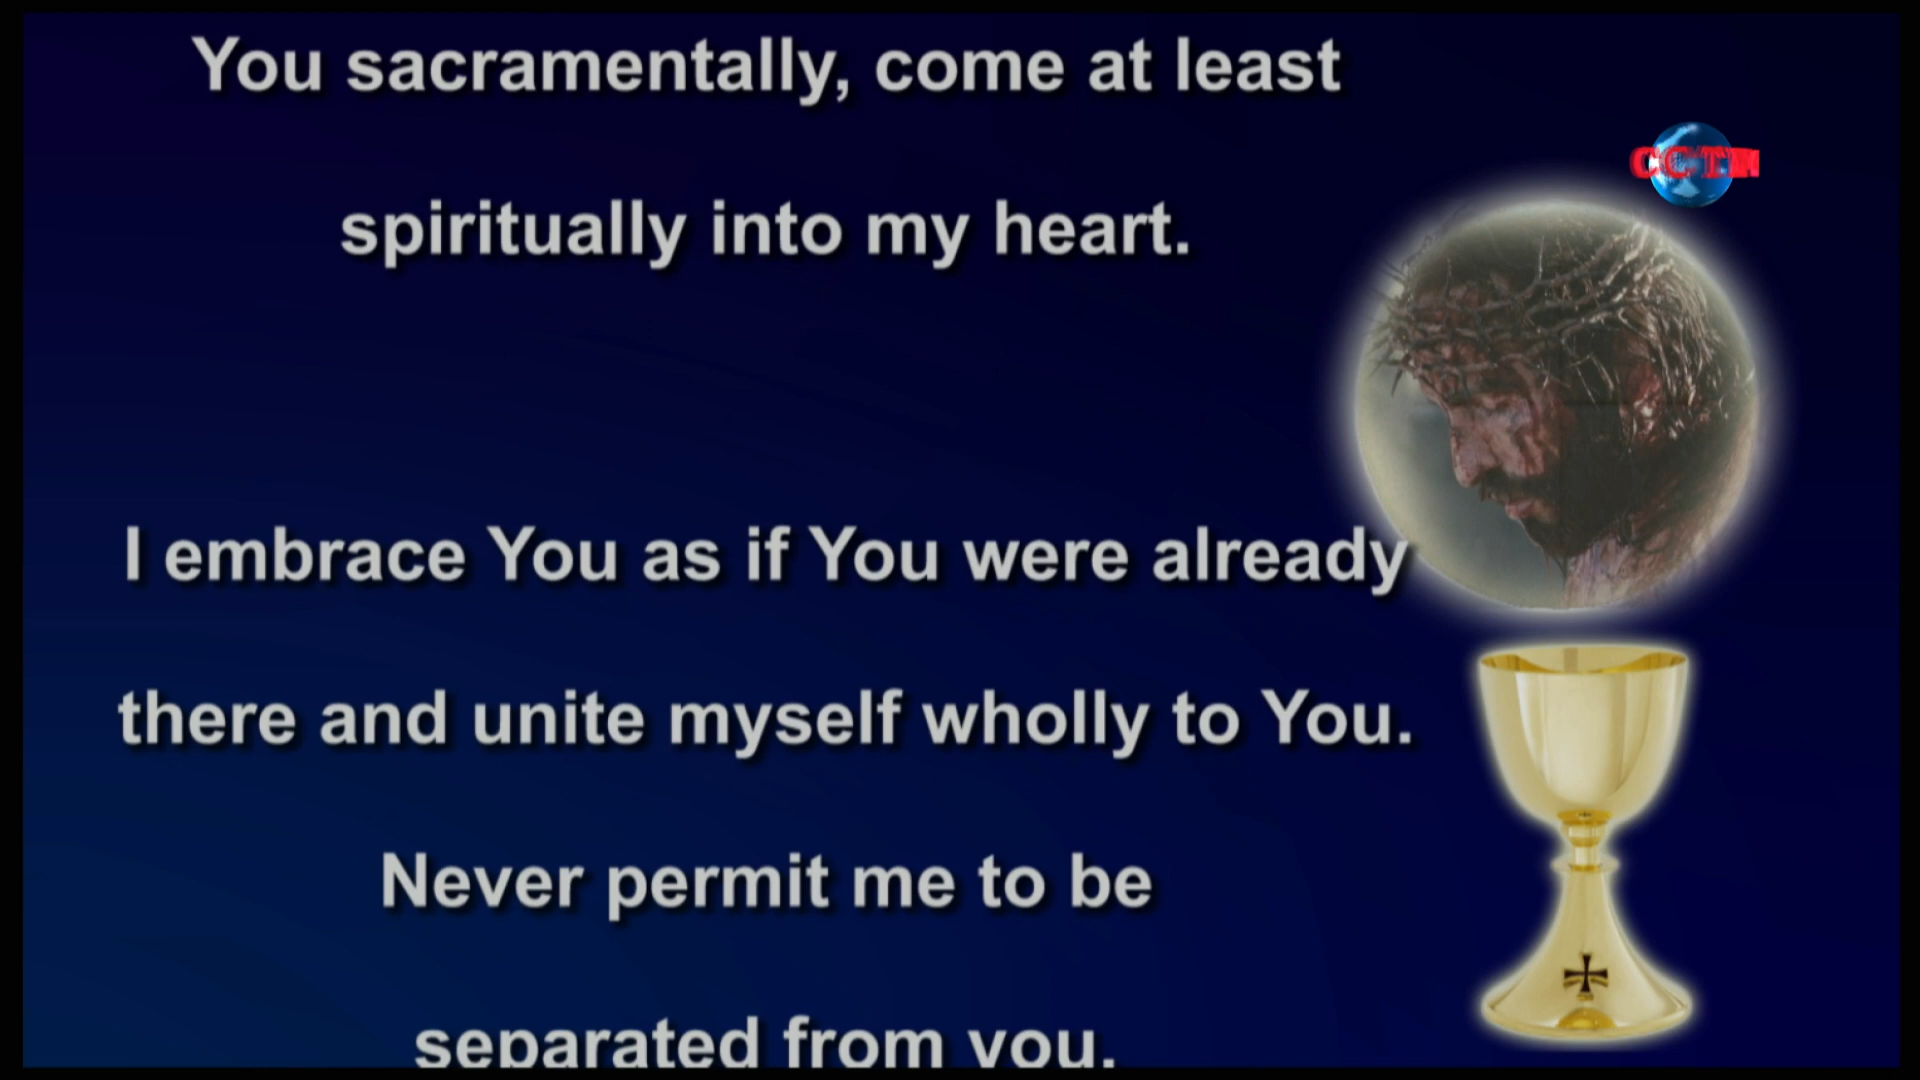 You sacramentally, come at least
CCTN
spiritually into my heart.
I embrace You as if You were already
there and unite myself wholly to You.
Never permit me to be
separated from you.